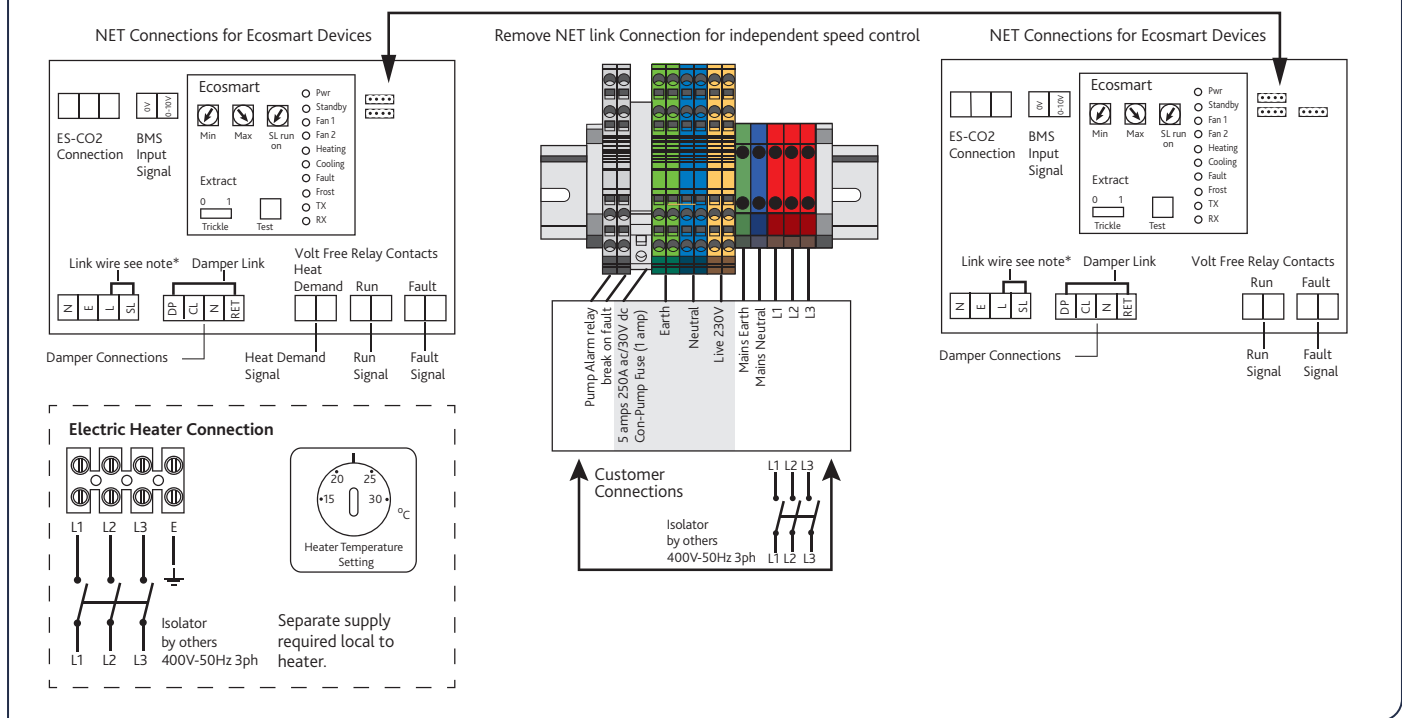 NET Connections for Ecosmart Devices
Remove NET link Connection for independent speed control
NET Connections for Ecosmart Devices
Ecosmart
Min
Max
SL run
on
Pwr
Standby
Fan 1
Fan 2
Heating
Cooling
Fault
Frost
TX
RX
Extract
0 1
Trickle
Test
0V
0-10V
ES-CO2
Connection
BMS
Input
Signal
Link wire see note*
Damper Link
Volt Free Relay Contacts
Heat
Demand
Run
Fault
N
E
L
SL
DP
CL
N
RET
Damper Connections
Heat Demand
Signal
Run
Signal
Fault
Signal
Pump Alarm relay
break on fault
5 amps 250A ac/30V dc
Con-Pump Fuse (1 amp)
Earth
Neutral
Live 230V
Mains Earth
Mains Neutral
L1
L2
L3
Customer
Connections
L1 L2 L3
Isolator
by others
400V-50Hz 3ph
L1 L2 L3
Ecosmart
Min
Max
SL run
on
Pwr
Standby
Fan 1
Fan 2
Heating
Cooling
Fault
Frost
TX
RX
Extract
0 1
Trickle
Test
0V
0-10V
ES-CO2
Connection
BMS
Input
Signal
Link wire see note*
Damper Link
Volt Free Relay Contacts
Run
Fault
N
E
L
SL
DP
CL
N
RET
Damper Connections
Run
Signal
Fault
Signal
Electric Heater Connection
L1 L2 L3 E
20
25
15
30
°C
Heater Temperature
Setting
Isolator
by others
400V-50Hz 3ph
L1 L2 L3
Separate supply
required local to
heater.